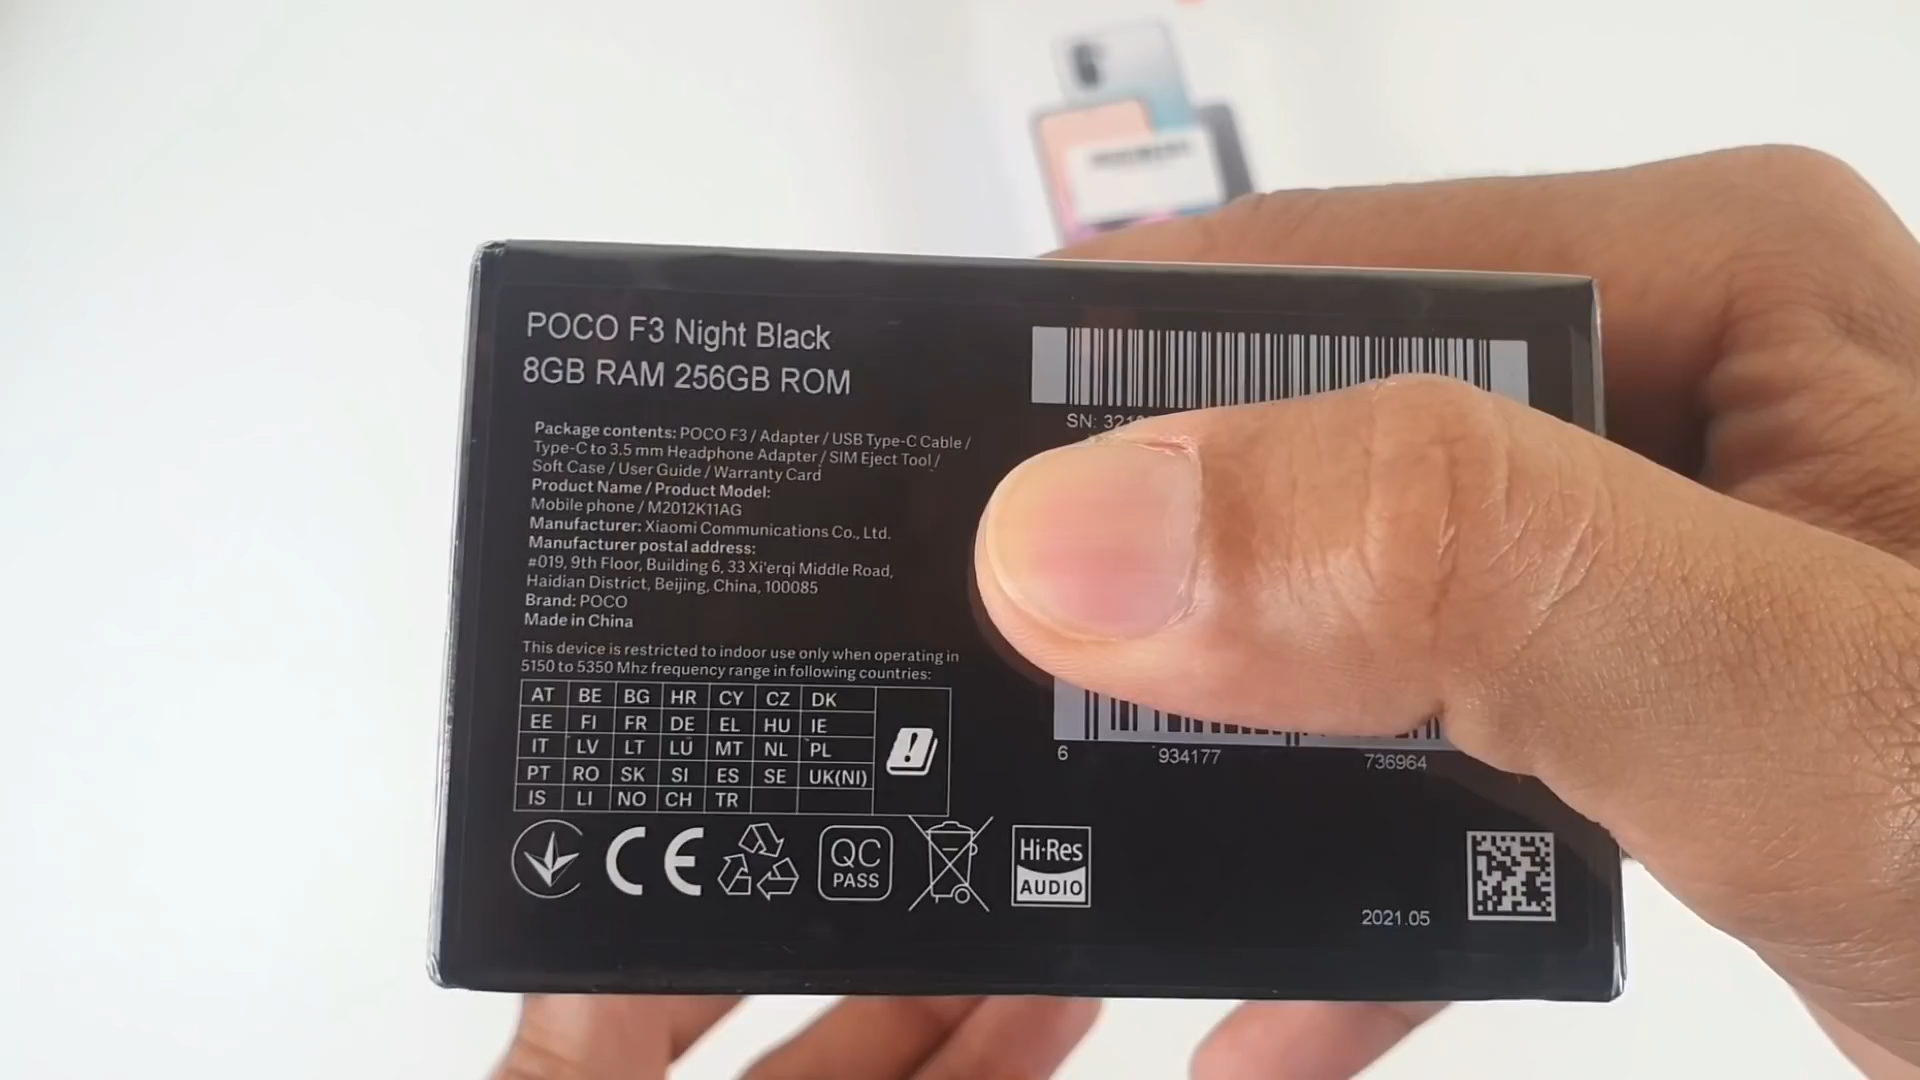 POCO F3 Night Black
8GB RAM 256GB ROM
Package contents: POCO F3 / Adapter / USB Type-C Cable /
Type-C to 3.5 mm Headphone Adapter / SIM Eject Tool /
Soft Case / User Guide / Warranty Card
Product Name / Product Model:
Mobile phone / M2012K11AG
Manufacturer: Xiaomi Communications Co., Ltd.
Manufacturer postal address:
#019, 9th Floor, Building 6, 33 Xi'erqi Middle Road,
Haidian District, Beijing, China, 100085
Brand: POCO
Made in China
This device is restricted to indoor use only when operating in
5150 to 5350 Mhz frequency range in following countries:
AT BE BG HR CY CZ DK
EE FI FR DE EL HU IE
IT LV LT LU MT NL PL
PT RO SK SI ES SE UK(NI)
IS LI NO CH TR
CE
QC
PASS
Hi-Res
AUDIO
SN:
6 934177 736964
2021.05